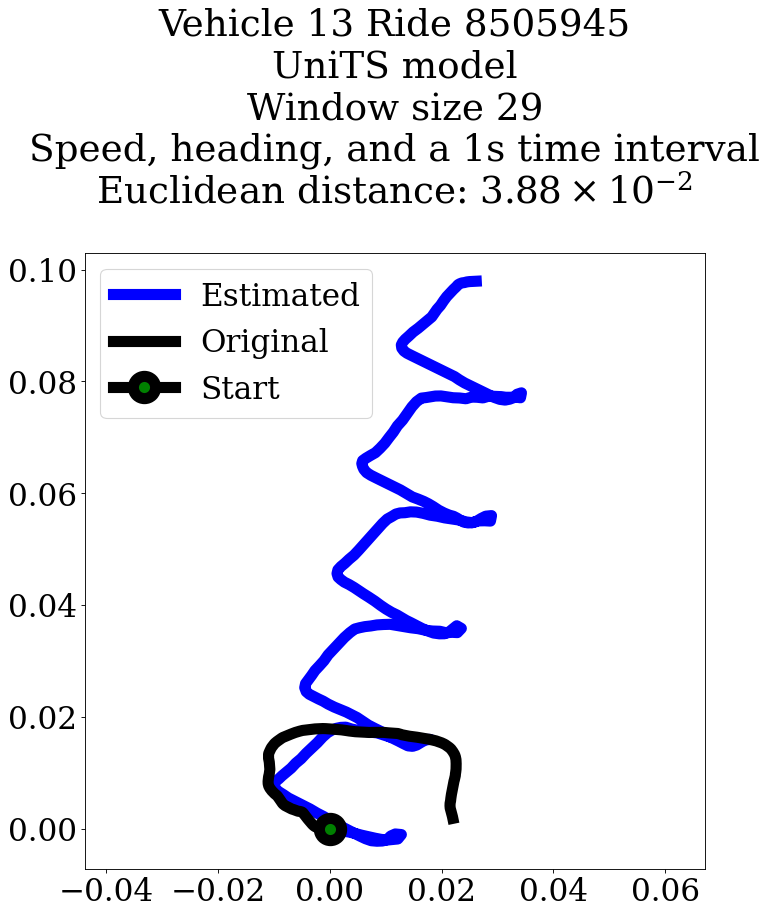 Vehicle 13 Ride 8505945
UniTS model
Window size 29
Speed, heading, and a 1s time interval
Euclidean distance: 3.88 × 10⁻²
0.10
0.08
0.06
0.04
0.02
0.00
Estimated
Original
Start
−0.04 −0.02 0.00 0.02 0.04 0.06